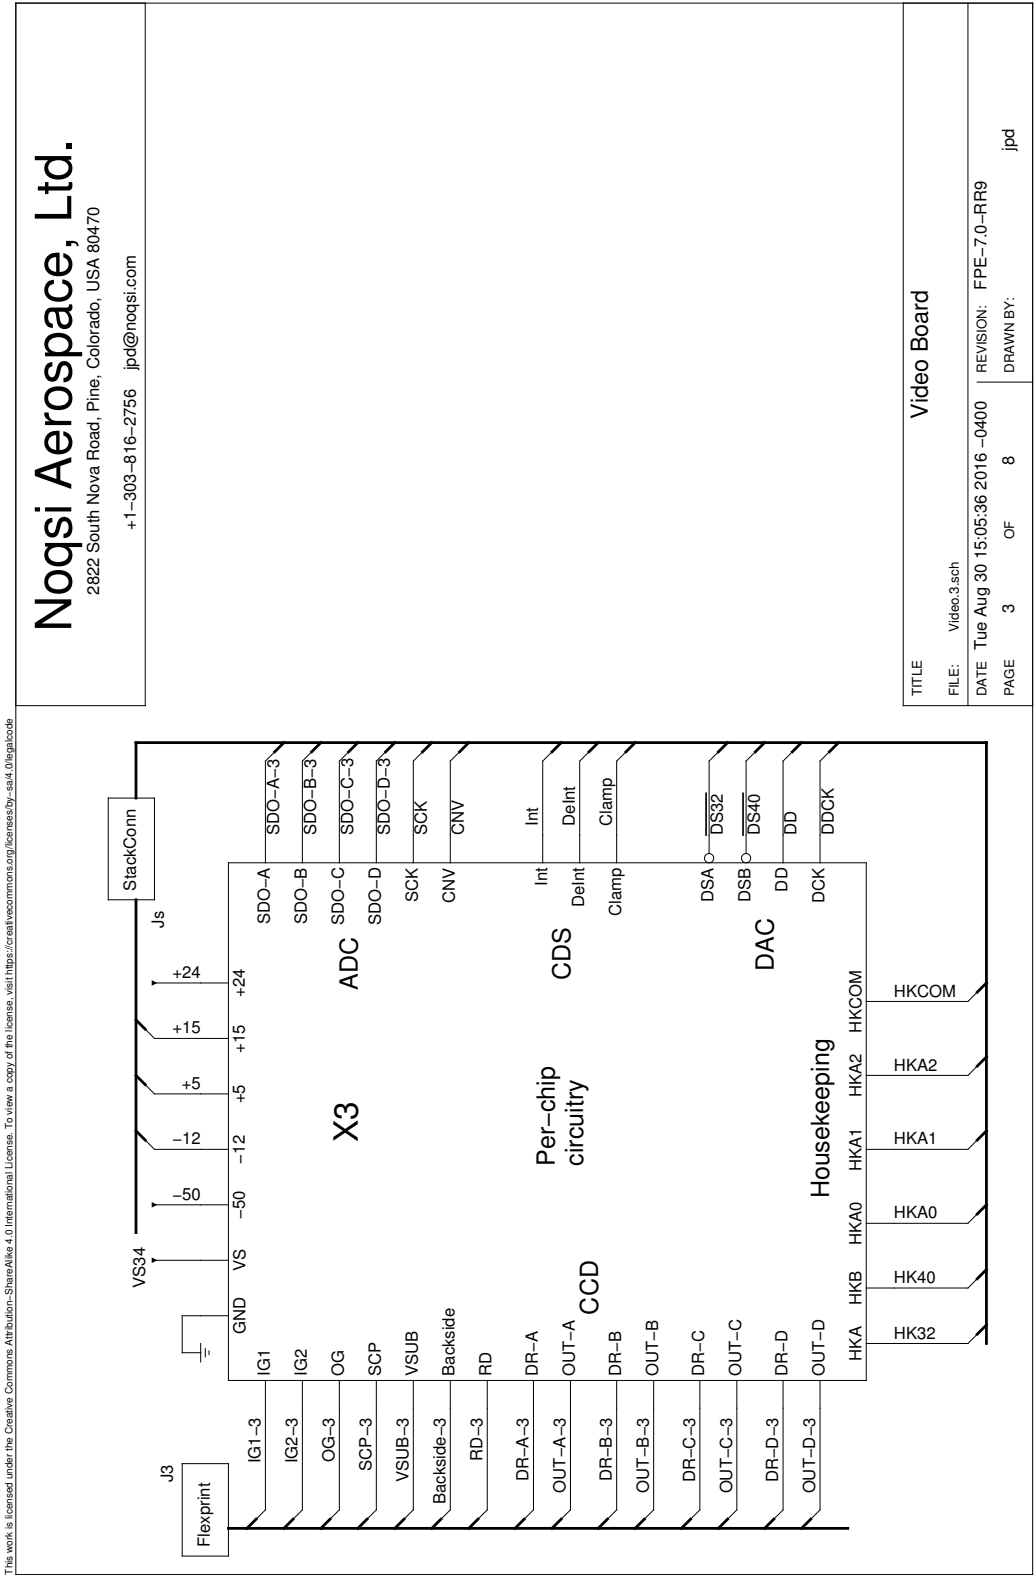 This work is licensed under the Creative Commons Attribution−ShareAlike 4.0 International License. To view a copy of the license, visit https://creativecommons.org/licenses/by−sa/4.0/legalcode
Noqsi Aerospace, Ltd.
2822 South Nova Road, Pine, Colorado, USA 80470
+1−303−816−2756 jpd@noqsi.com
J3
Flexprint
StackConn
Js
VS34
−50
−12
+5
+15
+24
GND
VS
−50
−12
+5
+15
+24
IG1−3
IG2−3
OG−3
SCP−3
VSUB−3
Backside−3
RD−3
DR−A−3
OUT−A−3
DR−B−3
OUT−B−3
DR−C−3
OUT−C−3
DR−D−3
OUT−D−3
IG1
IG2
OG
SCP
VSUB
Backside
RD
DR−A
OUT−A
DR−B
OUT−B
DR−C
OUT−C
DR−D
OUT−D
CCD
X3
Per−chip
circuitry
ADC
CDS
DAC
Housekeeping
SDO−A
SDO−B
SDO−C
SDO−D
SCK
CNV
Int
DeInt
Clamp
DSA
DSB
DD
DCK
SDO−A−3
SDO−B−3
SDO−C−3
SDO−D−3
SCK
CNV
Int
DeInt
Clamp
DS32
DS40
DD
DDCK
HKA
HKB
HKA0
HKA1
HKA2
HKCOM
HK32
HK40
HKA0
HKA1
HKA2
HKCOM
TITLE
Video Board
FILE: Video.3.sch
DATE Tue Aug 30 15:05:36 2016 −0400
REVISION: FPE−7.0−RR9
PAGE 3 OF 8
DRAWN BY: jpd